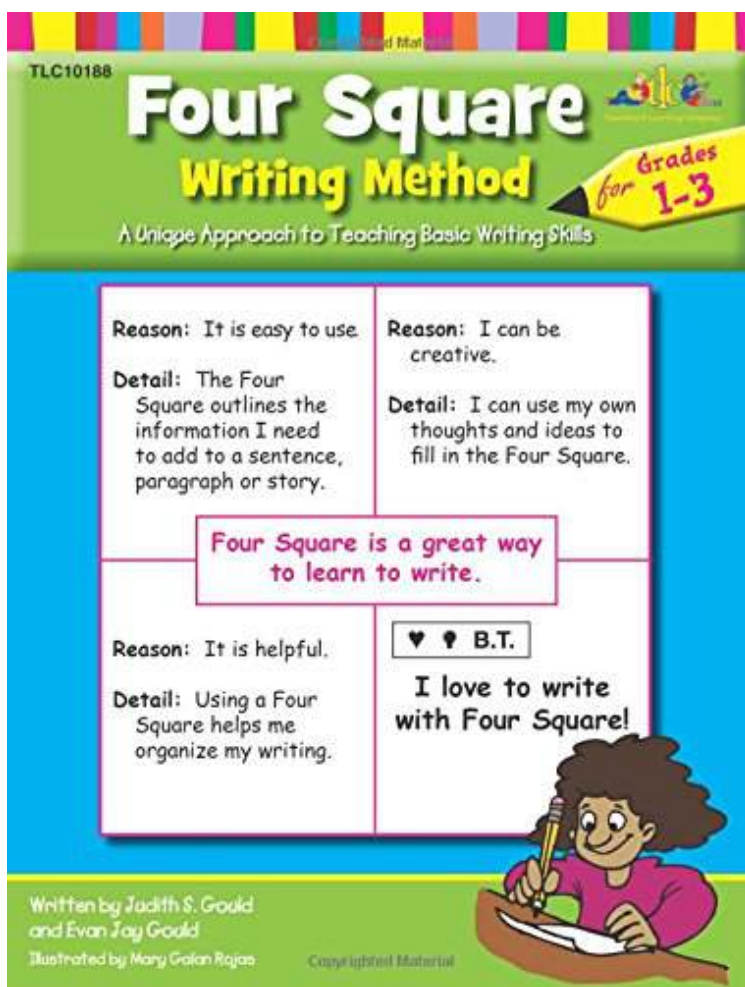 TLC10188
Four Square
Writing Method
for Grades
1-3
A Unique Approach to Teaching Basic Writing Skills
Reason: It is easy to use
Detail: The Four
Square outlines the
information I need
to add to a sentence,
paragraph or story.
Reason: I can be
creative.
Detail: I can use my own
thoughts and ideas to
fill in the Four Square.
Four Square is a great way
to learn to write.
Reason: It is helpful.
Detail: Using a Four
Square helps me
organize my writing.
♥ B.T.
I love to write
with Four Square!
Written by Judith S. Gould
and Evan Jay Gould
Illustrated by Mary Galan Rojas
Copyrighted Material